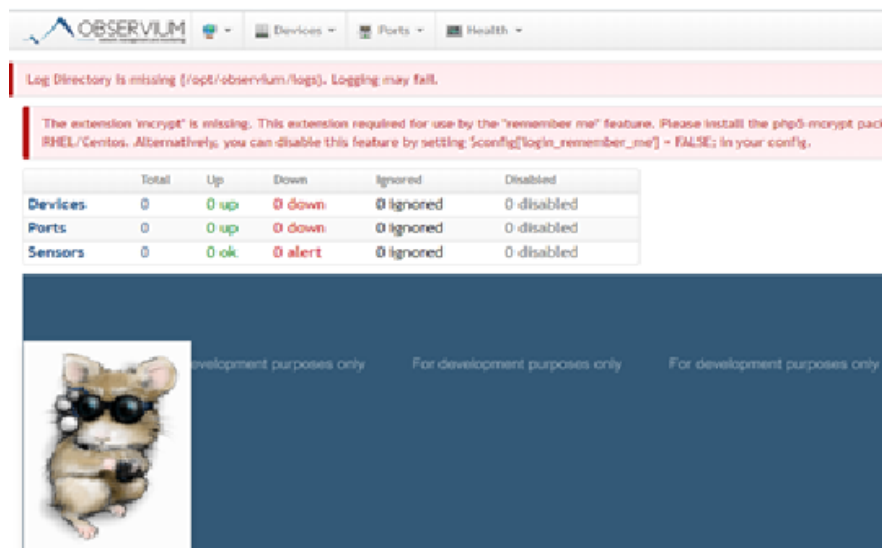 OBSERVIUM
Devices Ports Health
Log Directory is missing (/opt/observium/logs). Logging may fail.
The extension 'mcrypt' is missing. This extension required for use by the "remember me" feature. Please install the php5-mcrypt pack
RHEL/Centos. Alternatively, you can disable this feature by setting $config['login_remember_me'] = FALSE; in your config.
Total Up Down Ignored Disabled
Devices 0 0 up 0 down 0 ignored 0 disabled
Ports 0 0 up 0 down 0 ignored 0 disabled
Sensors 0 0 ok 0 alert 0 ignored 0 disabled
evelopment purposes only For development purposes only For development purposes only